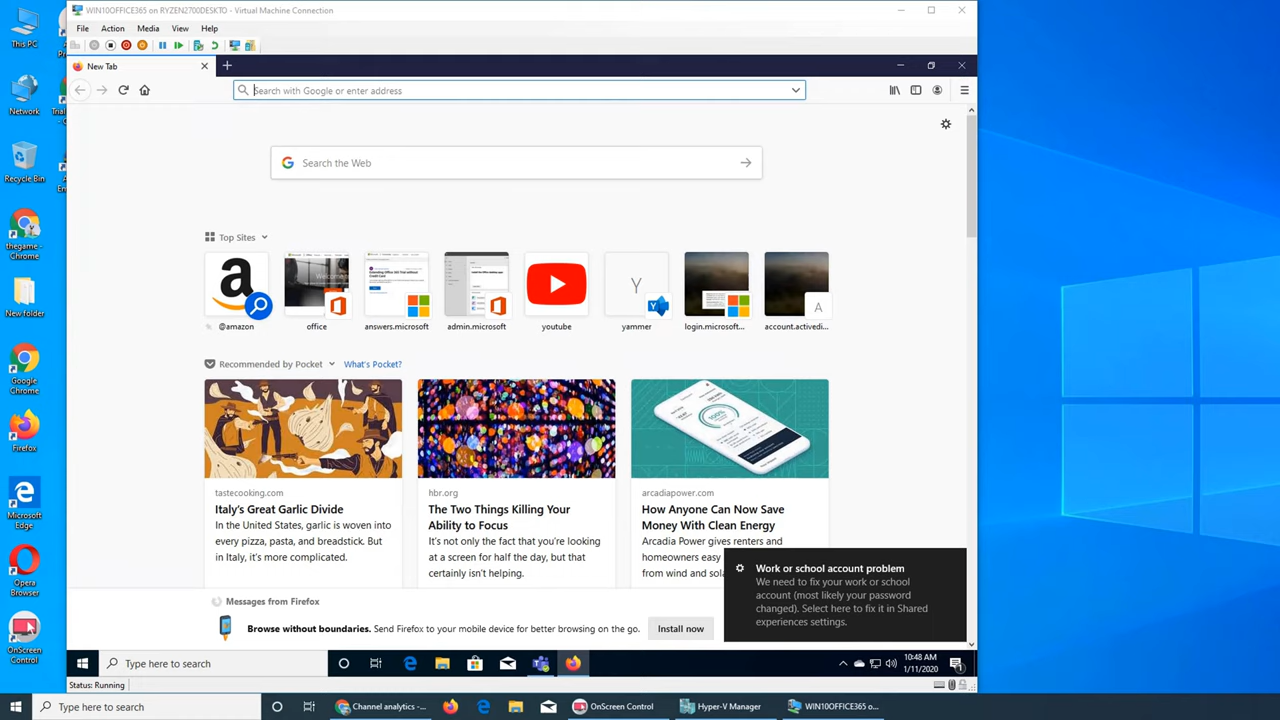 WIN10OFFICE365 on RYZEN2700DESKTO - Virtual Machine Connection
File Action Media View Help
New Tab
Search with Google or enter address
Search the Web
Top Sites
@amazon
office
answers.microsoft
admin.microsoft
youtube
Y
yammer
login.microsoft...
A
account.activedi...
Recommended by Pocket
What's Pocket?
tastecooking.com
Italy's Great Garlic Divide
In the United States, garlic is woven into
every pizza, pasta, and breadstick. But
in Italy, it's more complicated.
hbr.org
The Two Things Killing Your
Ability to Focus
It's not only the fact that you're looking
at a screen for half the day, but that
certainly isn't helping.
arcadiapower.com
How Anyone Can Now Save
Money With Clean Energy
Arcadia Power gives renters and
homeowners easy
from wind and sola
Work or school account problem
We need to fix your work or school
account (most likely your password
changed). Select here to fix it in Shared
experiences settings.
Messages from Firefox
Browse without boundaries. Send Firefox to your mobile device for better browsing on the go.
Install now
Type here to search
10:48 AM
1/11/2020
1
Status: Running
This PC
Network
Recycle Bin
thegame -
Chrome
New folder
Google
Chrome
Firefox
Microsoft
Edge
Opera
Browser
OnScreen
Control
Type here to search
Channel analytics -...
OnScreen Control
Hyper-V Manager
WIN10OFFICE365 o...